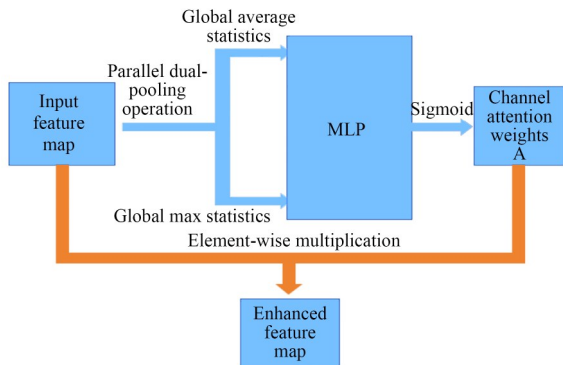 Global average
statistics
Parallel dual-
pooling
operation
Input
feature
map
MLP
Sigmoid
Channel
attention
weights
A
Global max statistics
Element-wise multiplication
Enhanced
feature
map